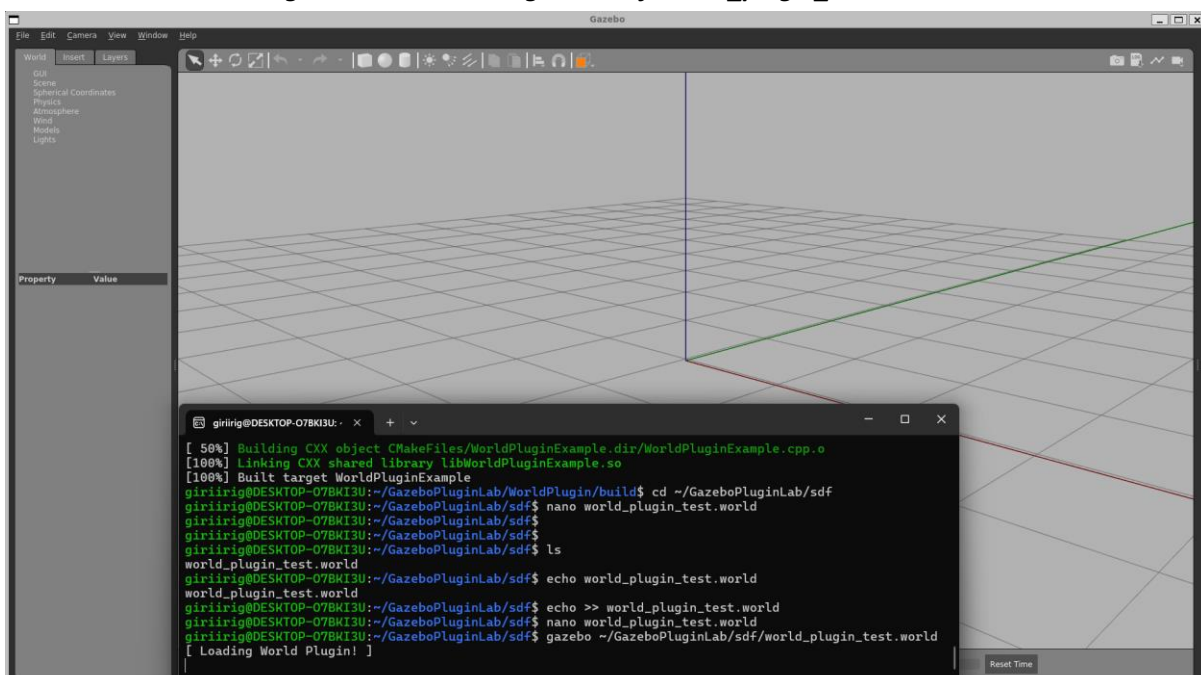 Gazebo
File Edit Camera View Window Help
World Insert Layers
GUI
Scene
Spherical Coordinates
Physics
Atmosphere
Wind
Models
Lights
Property Value
giriirig@DESKTOP-O7BKI3U: -
[ 50%] Building CXX object CMakeFiles/WorldPluginExample.dir/WorldPluginExample.cpp.o
[100%] Linking CXX shared library libWorldPluginExample.so
[100%] Built target WorldPluginExample
giriirig@DESKTOP-O7BKI3U:~/GazeboPluginLab/WorldPlugin/build$ cd ~/GazeboPluginLab/sdf
giriirig@DESKTOP-O7BKI3U:~/GazeboPluginLab/sdf$ nano world_plugin_test.world
giriirig@DESKTOP-O7BKI3U:~/GazeboPluginLab/sdf$
giriirig@DESKTOP-O7BKI3U:~/GazeboPluginLab/sdf$
giriirig@DESKTOP-O7BKI3U:~/GazeboPluginLab/sdf$ ls
world_plugin_test.world
giriirig@DESKTOP-O7BKI3U:~/GazeboPluginLab/sdf$ echo world_plugin_test.world
world_plugin_test.world
giriirig@DESKTOP-O7BKI3U:~/GazeboPluginLab/sdf$ echo >> world_plugin_test.world
giriirig@DESKTOP-O7BKI3U:~/GazeboPluginLab/sdf$ nano world_plugin_test.world
giriirig@DESKTOP-O7BKI3U:~/GazeboPluginLab/sdf$ gazebo ~/GazeboPluginLab/sdf/world_plugin_test.world
[ Loading World Plugin! ]
Reset Time